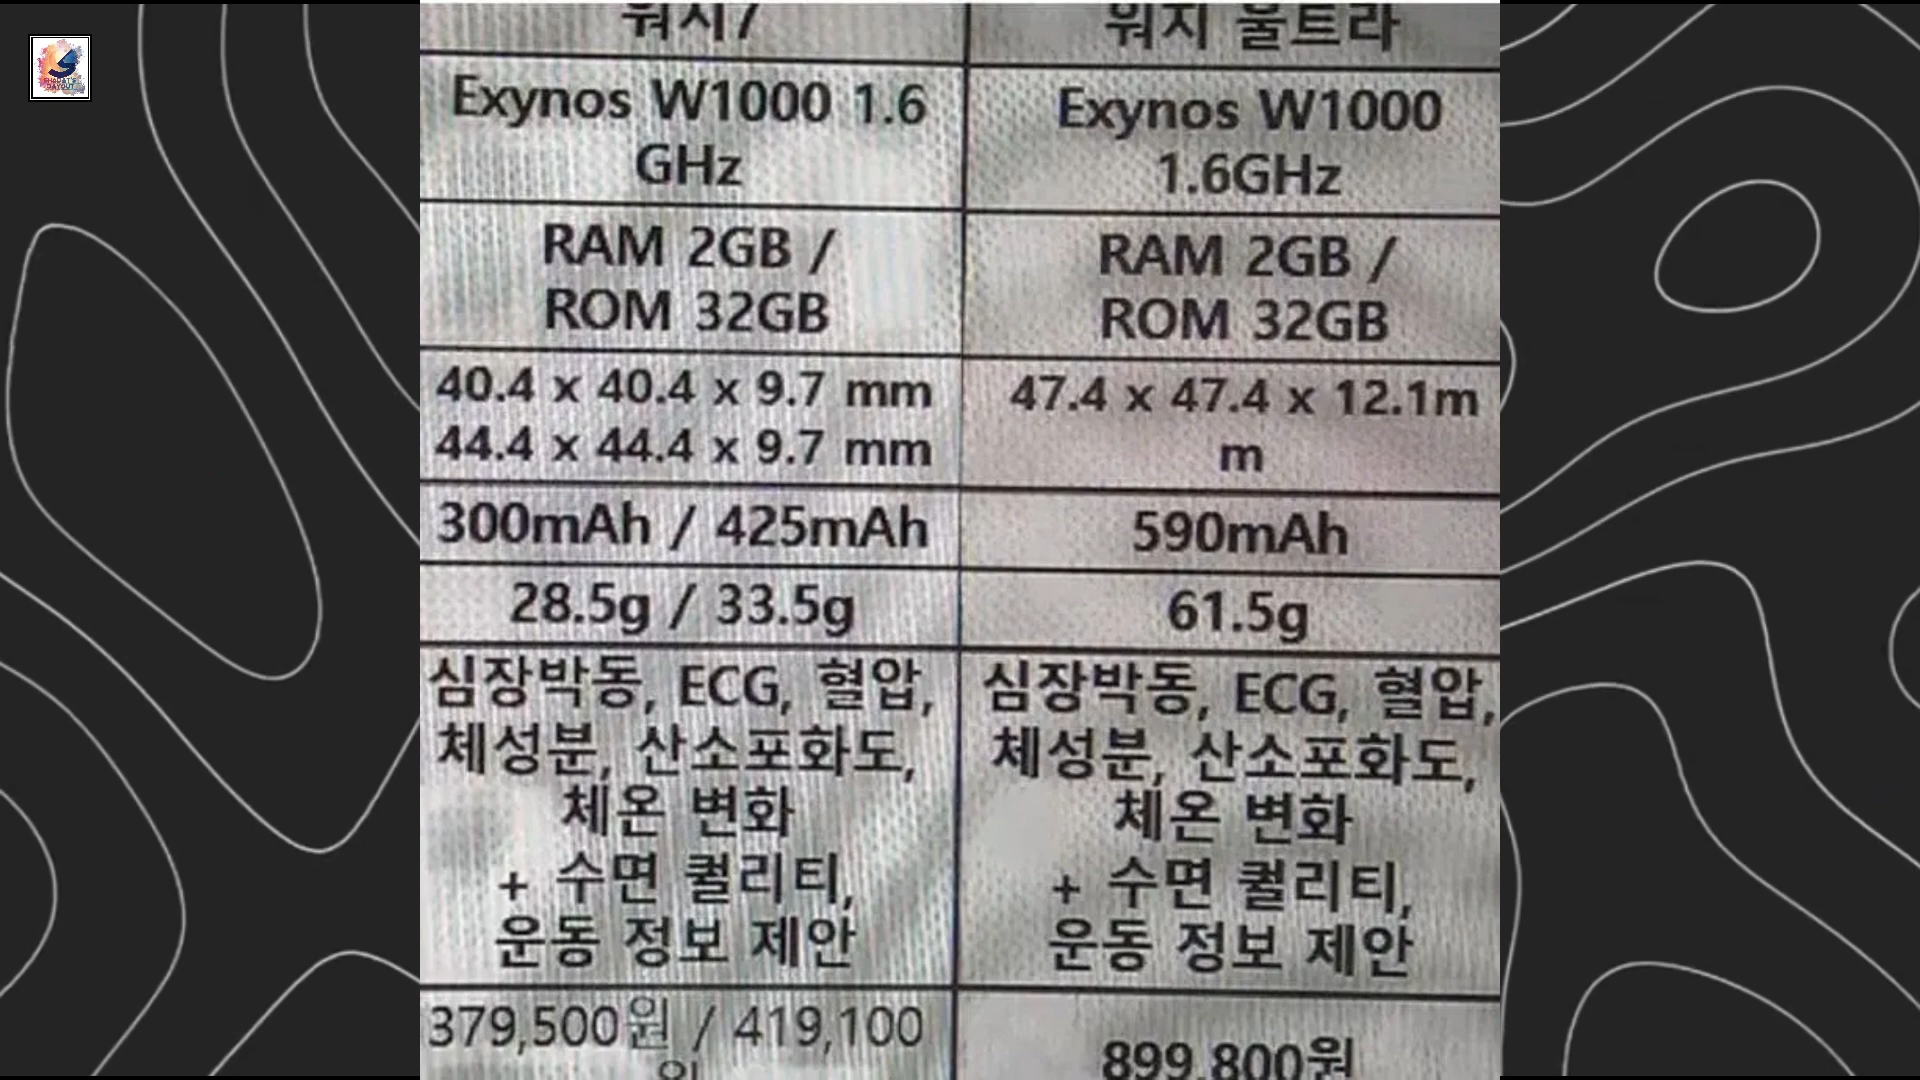 SHADAT'S
DAYOUT
워치7
워치 울트라
Exynos W1000 1.6
GHz
Exynos W1000
1.6GHz
RAM 2GB /
ROM 32GB
RAM 2GB /
ROM 32GB
40.4 x 40.4 x 9.7 mm
44.4 x 44.4 x 9.7 mm
47.4 x 47.4 x 12.1m
m
300mAh / 425mAh
590mAh
28.5g / 33.5g
61.5g
심장박동, ECG, 혈압,
체성분, 산소포화도,
체온 변화
+ 수면 퀄리티,
운동 정보 제안
심장박동, ECG, 혈압,
체성분, 산소포화도,
체온 변화
+ 수면 퀄리티,
운동 정보 제안
379,500원 / 419,100
원
899,800원